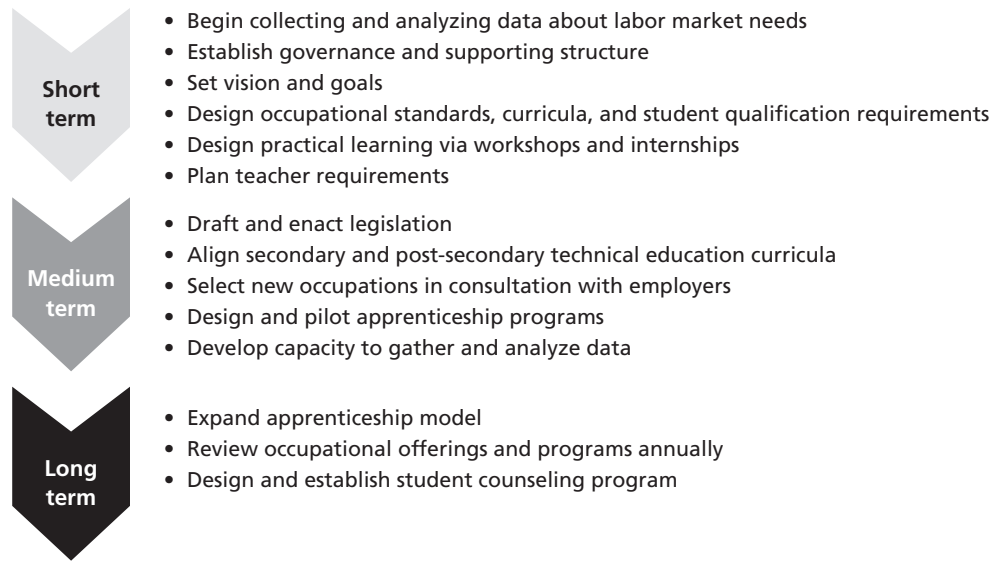 Short
term
• Begin collecting and analyzing data about labor market needs
• Establish governance and supporting structure
• Set vision and goals
• Design occupational standards, curricula, and student qualification requirements
• Design practical learning via workshops and internships
• Plan teacher requirements
Medium
term
• Draft and enact legislation
• Align secondary and post-secondary technical education curricula
• Select new occupations in consultation with employers
• Design and pilot apprenticeship programs
• Develop capacity to gather and analyze data
Long
term
• Expand apprenticeship model
• Review occupational offerings and programs annually
• Design and establish student counseling program